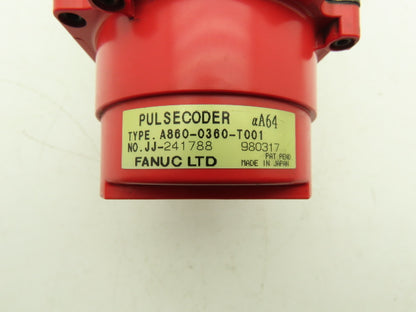 PULSECODER αA64
TYPE. A860-0360-T001
NO. JJ-241788 980317
PAT PEND
FANUC LTD MADE IN JAPAN